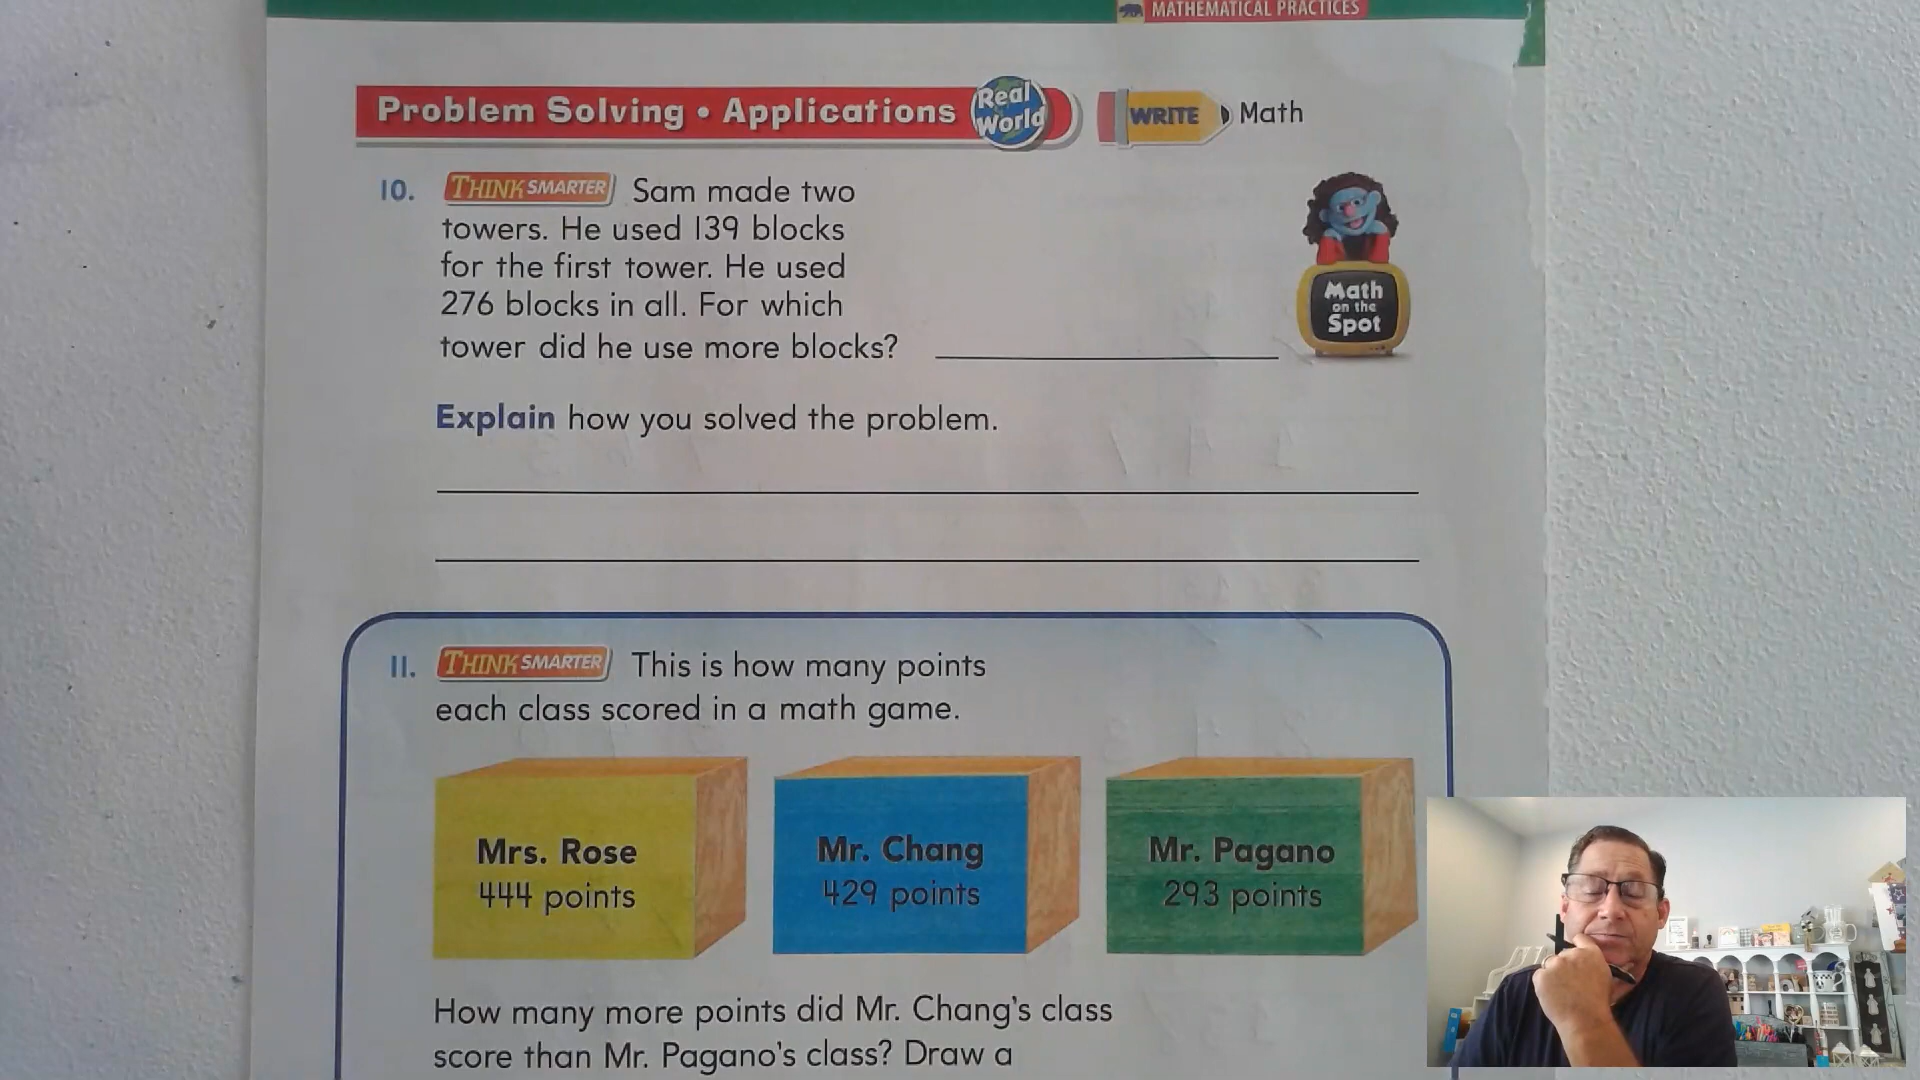 MATHEMATICAL PRACTICES
Problem Solving • Applications Real World WRITE Math
10. THINK SMARTER Sam made two
towers. He used 139 blocks
for the first tower. He used
276 blocks in all. For which
tower did he use more blocks?
Math on the Spot
Explain how you solved the problem.
11. THINK SMARTER This is how many points
each class scored in a math game.
Mrs. Rose
444 points
Mr. Chang
429 points
Mr. Pagano
293 points
How many more points did Mr. Chang's class
score than Mr. Pagano's class? Draw a